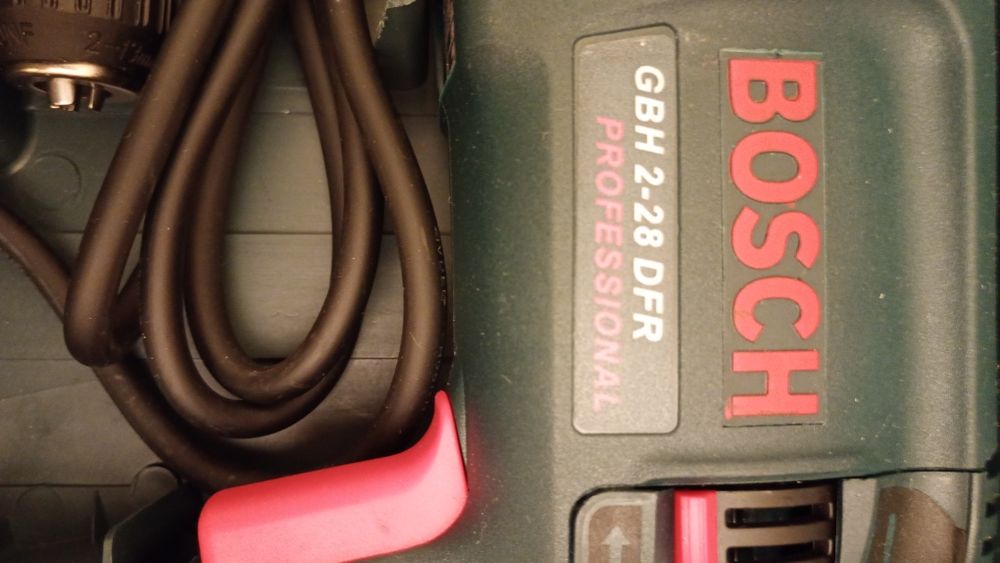 BOSCH
GBH 2-28 DFR
PROFESSIONAL